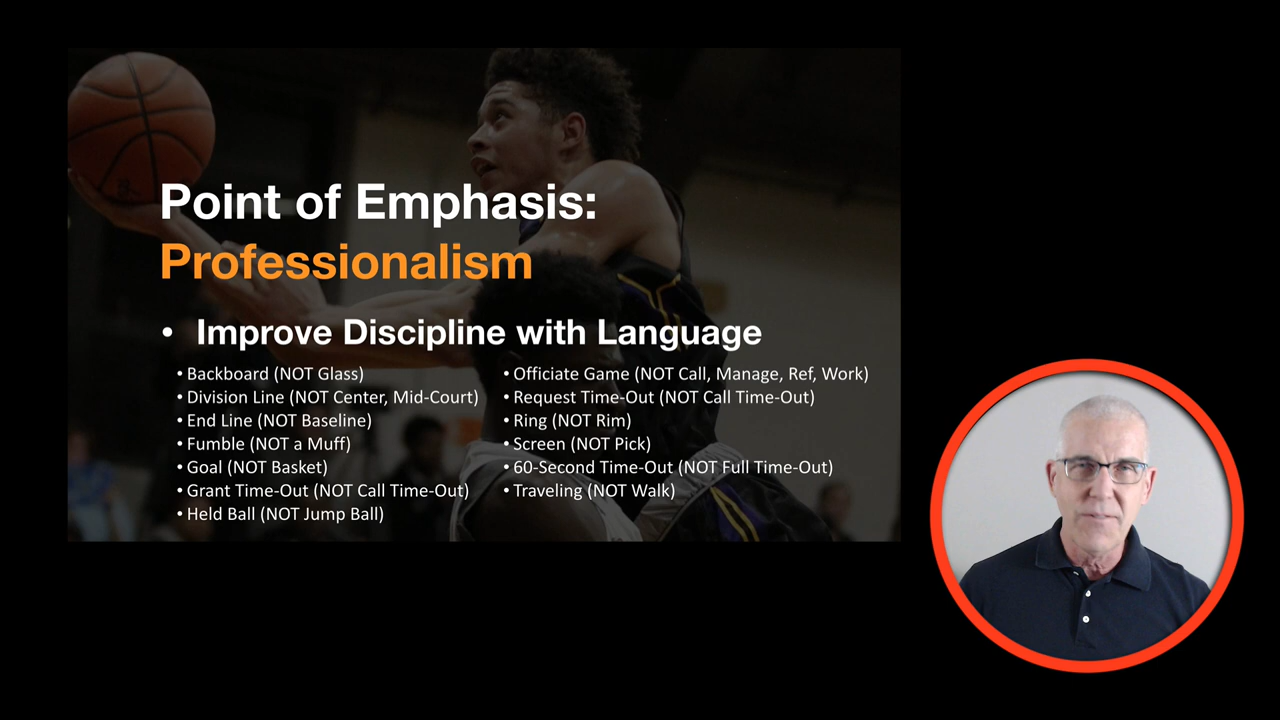 Point of Emphasis:
Professionalism
• Improve Discipline with Language
• Backboard (NOT Glass)
• Division Line (NOT Center, Mid-Court)
• End Line (NOT Baseline)
• Fumble (NOT a Muff)
• Goal (NOT Basket)
• Grant Time-Out (NOT Call Time-Out)
• Held Ball (NOT Jump Ball)
• Officiate Game (NOT Call, Manage, Ref, Work)
• Request Time-Out (NOT Call Time-Out)
• Ring (NOT Rim)
• Screen (NOT Pick)
• 60-Second Time-Out (NOT Full Time-Out)
• Traveling (NOT Walk)